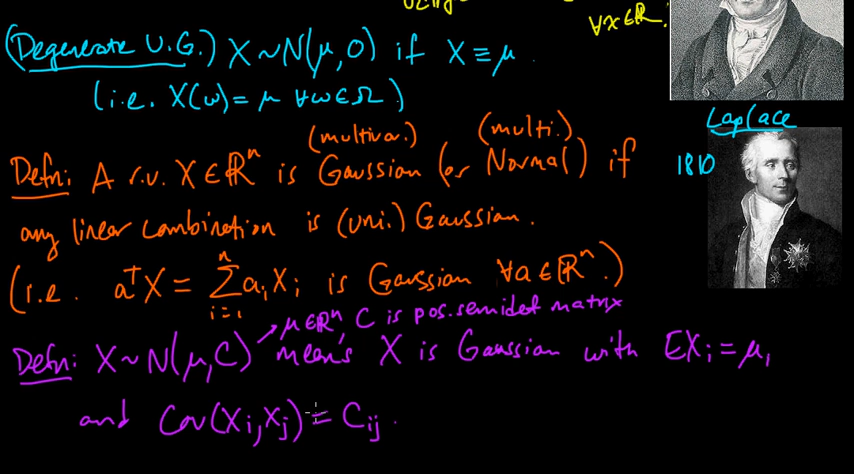 ∀x∈ℝ.
(Degenerate U.G.) X ~ N(μ, 0) if X ≡ μ.
(i.e. X(ω) = μ ∀ω∈Ω)
Laplace
1810
(multivar.) (multi.)
Defn: A r.v. X∈ℝⁿ is Gaussian (or Normal) if
any linear combination is (uni.) Gaussian.
(i.e. aᵀX = ∑ᵢ₌₁ⁿ aᵢXᵢ is Gaussian ∀a∈ℝⁿ.)
μ∈ℝⁿ, C is pos. semidef matrix
Defn: X ~ N(μ, C) means X is Gaussian with EXᵢ = μᵢ
and Cov(Xᵢ, Xⱼ) = Cᵢⱼ.